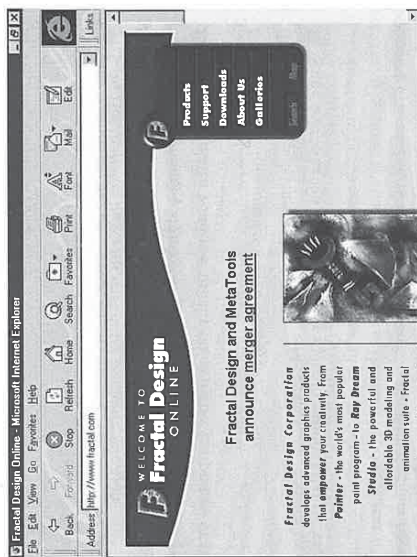 Fractal Design Online - Microsoft Internet Explorer
File Edit View Go Favorites Help
Back Forward Stop Refresh Home Search Favorites Print Font Mail Edit
Address http://www.fractal.com
Links
WELCOME TO
Fractal Design
ONLINE
Products
Support
Downloads
About Us
Galleries
Search Map
Fractal Design and MetaTools
announce merger agreement
Fractal Design Corporation
develops advanced graphics products
that empower your creativity. From
Painter - the world's most popular
paint program - to Ray Dream
Studio - the powerful and
affordable 3D modeling and
animation suite - Fractal